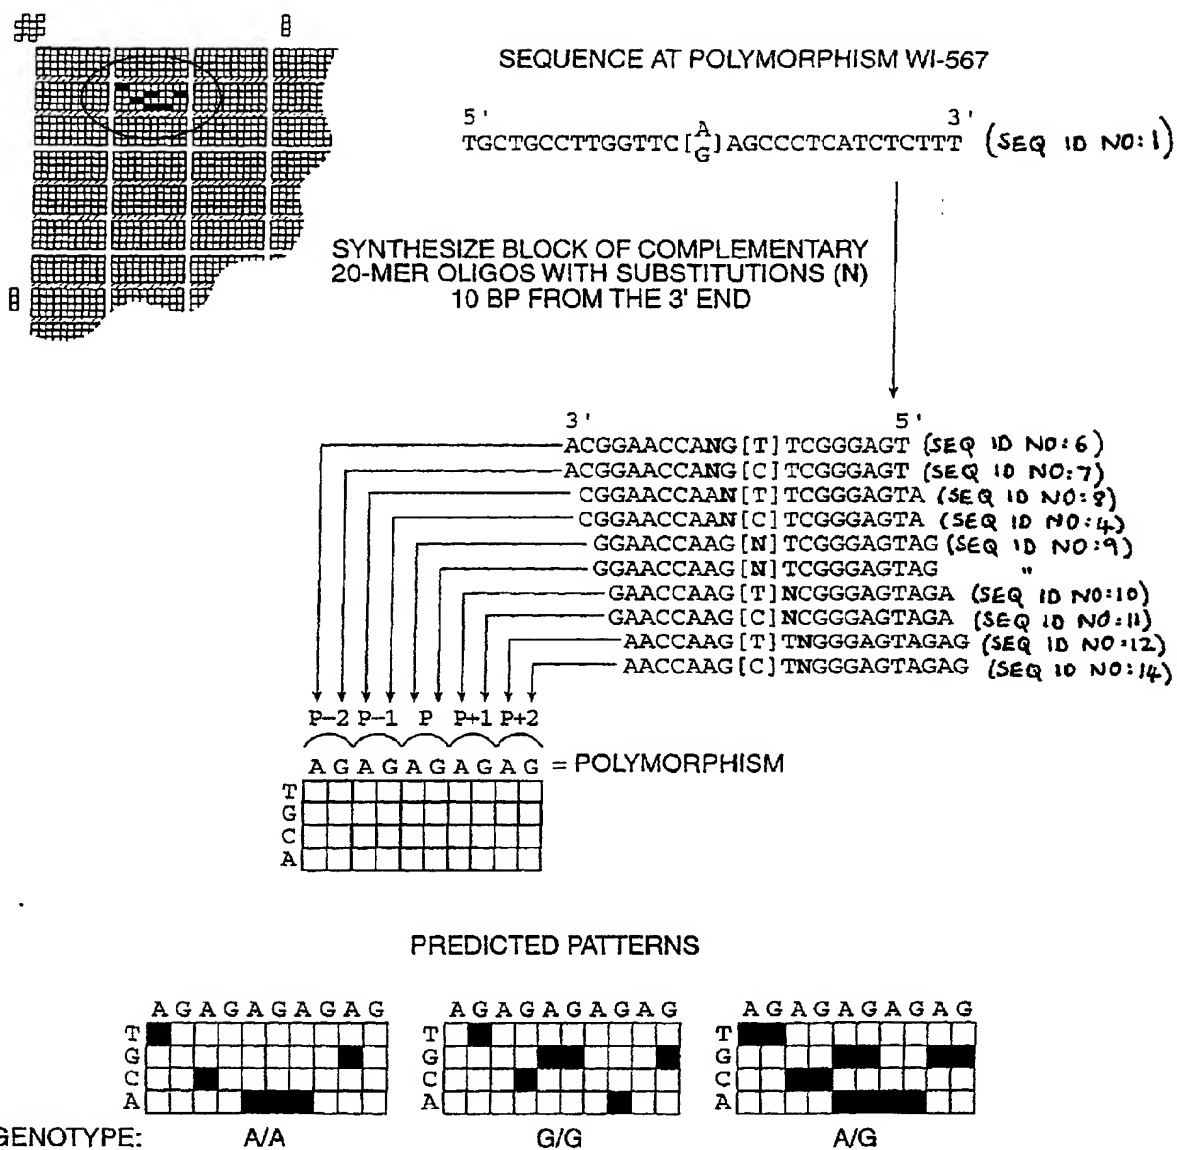 SEQUENCE AT POLYMORPHISM WI-567
5' 3'
TGCTGCCTTGGTTC[A/G]AGCCCTCATCTCTTT (SEQ ID NO:1)
SYNTHESIZE BLOCK OF COMPLEMENTARY
20-MER OLIGOS WITH SUBSTITUTIONS (N)
10 BP FROM THE 3' END
3' 5'
ACGGAACCANG[T]TCGGGAGT (SEQ ID NO:6)
ACGGAACCANG[C]TCGGGAGT (SEQ ID NO:7)
CGGAACCAAN[T]TCGGGAGTA (SEQ ID NO:8)
CGGAACCAAN[C]TCGGGAGTA (SEQ ID NO:4)
GGAACCAAG[N]TCGGGAGTAG (SEQ ID NO:9)
GGAACCAAG[N]TCGGGAGTAG "
GAACCAAG[T]NCGGGAGTAGA (SEQ ID NO:10)
GAACCAAG[C]NCGGGAGTAGA (SEQ ID NO:11)
AACCAAG[T]TNGGGAGTAGAG (SEQ ID NO:12)
AACCAAG[C]TNGGGAGTAGAG (SEQ ID NO:14)
P-2 P-1 P P+1 P+2
A G A G A G A G A G = POLYMORPHISM
T
G
C
A
PREDICTED PATTERNS
A G A G A G A G A G A G A G A G A G A G A G A G A G A G A G
T T T
G G G
C C C
A A A
GENOTYPE: A/A G/G A/G